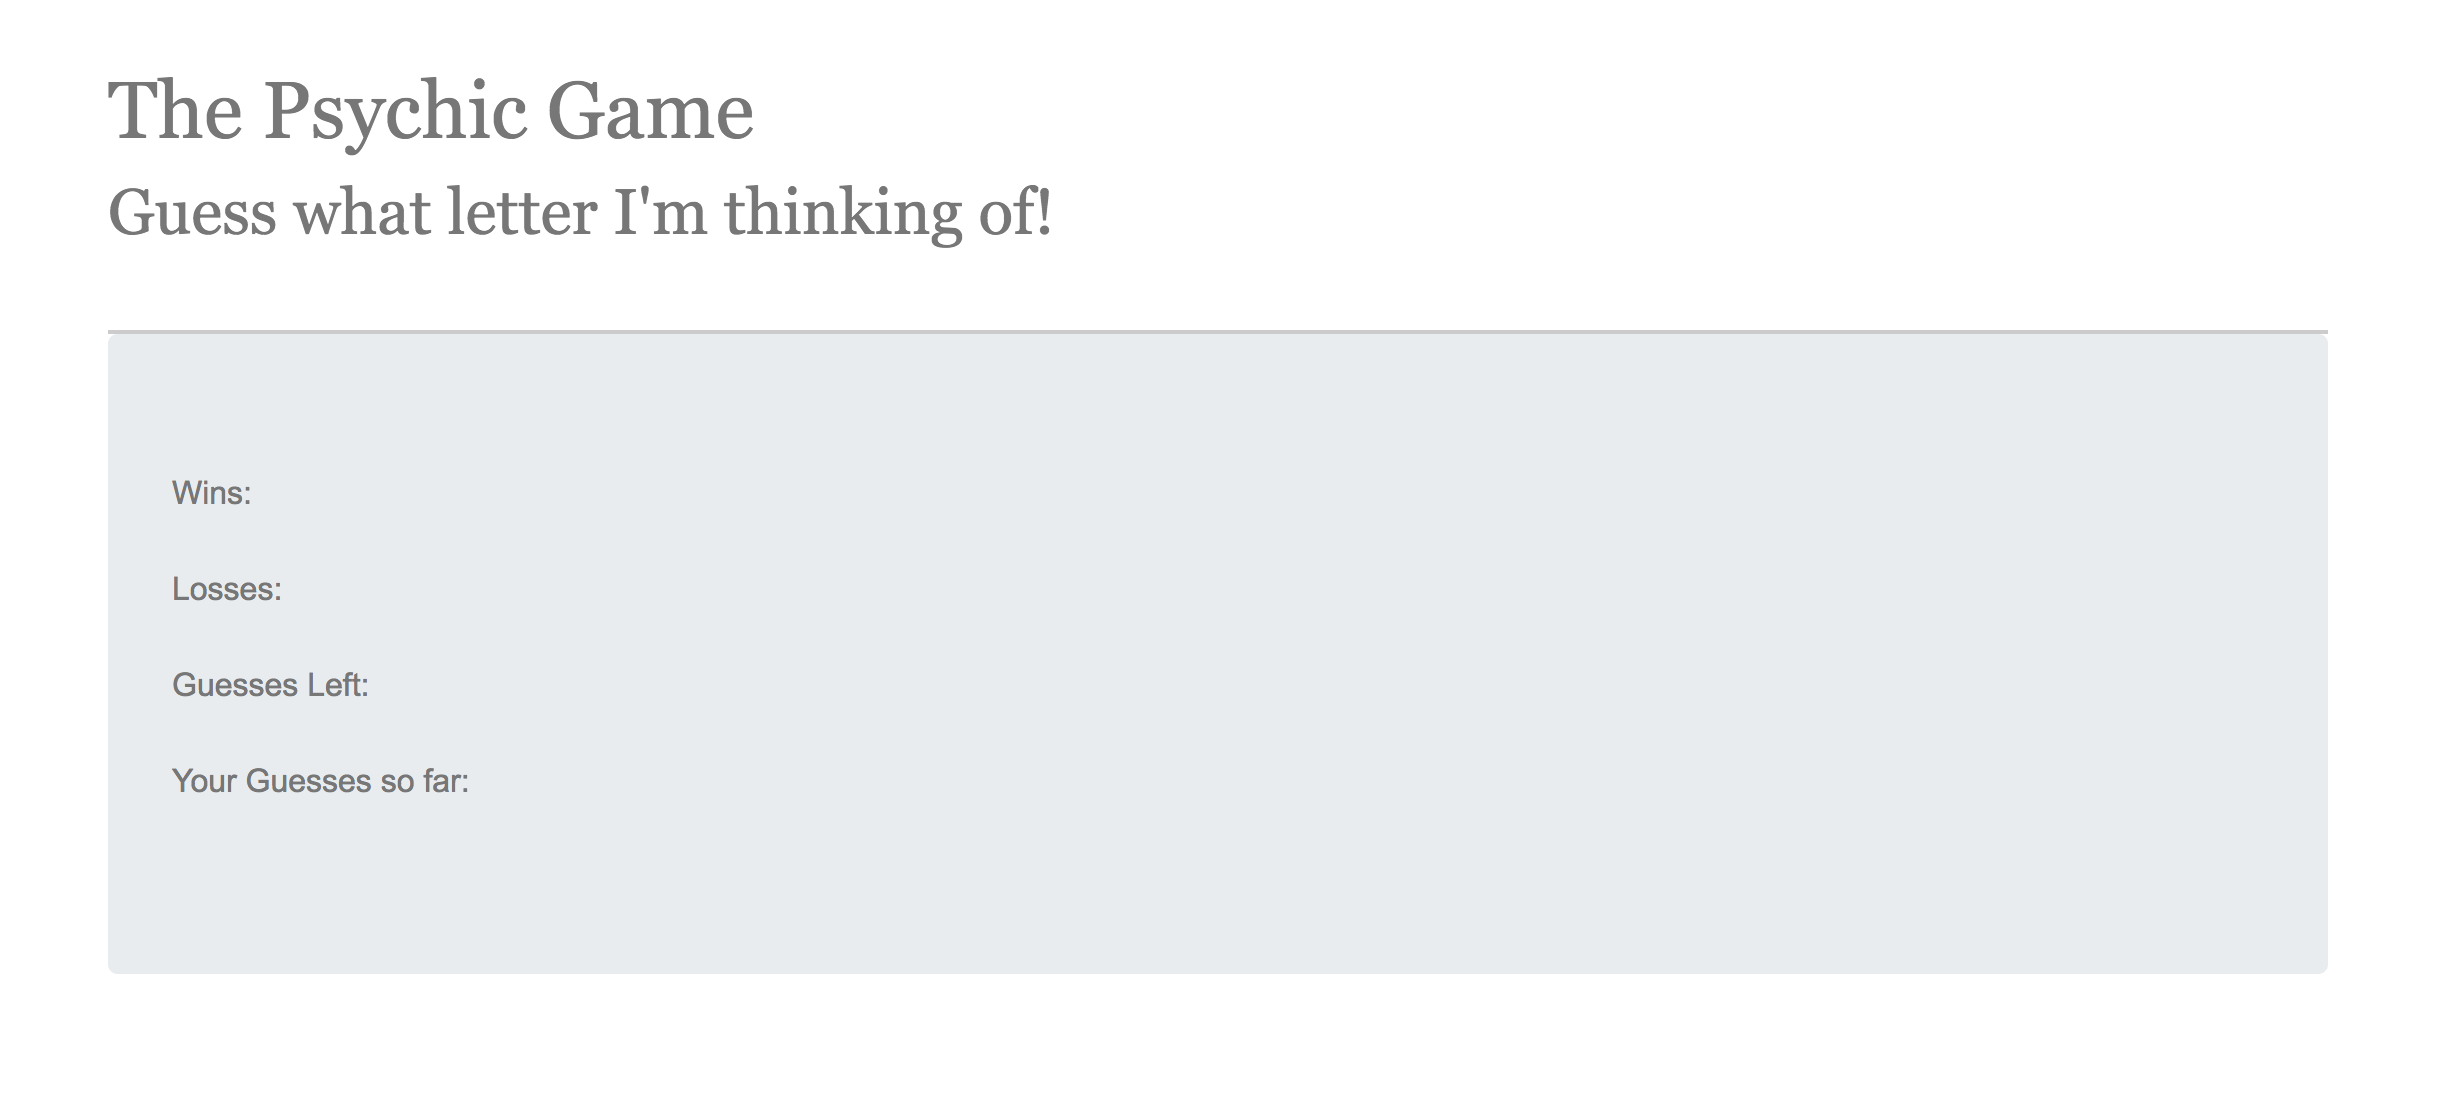 The Psychic Game
Guess what letter I'm thinking of!
Wins:
Losses:
Guesses Left:
Your Guesses so far: